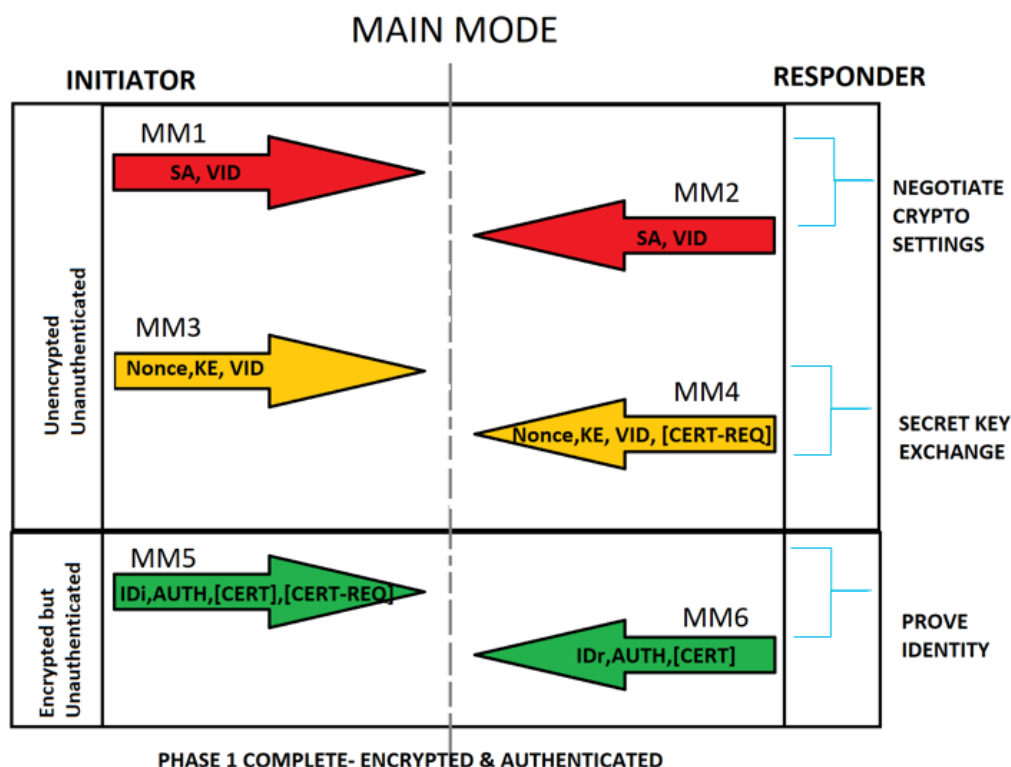 MAIN MODE
INITIATOR
RESPONDER
MM1
SA, VID
MM2
SA, VID
NEGOTIATE
CRYPTO
SETTINGS
Unencrypted
Unanuthenticated
MM3
Nonce,KE, VID
MM4
Nonce,KE, VID, [CERT-REQ]
SECRET KEY
EXCHANGE
Encrypted but
Unauthenticated
MM5
IDi,AUTH,[CERT],[CERT-REQ]
MM6
IDr,AUTH,[CERT]
PROVE
IDENTITY
PHASE 1 COMPLETE- ENCRYPTED & AUTHENTICATED